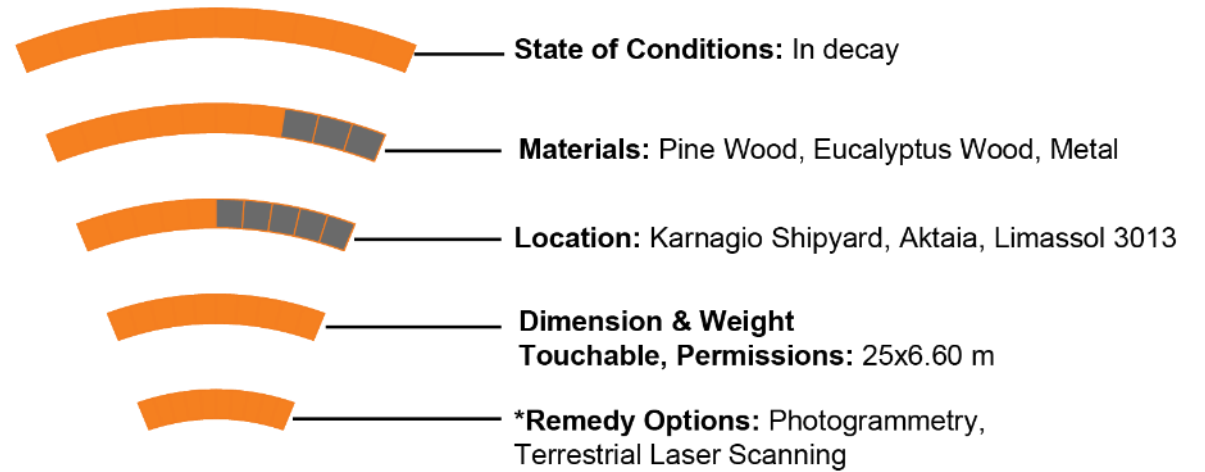 State of Conditions: In decay
Materials: Pine Wood, Eucalyptus Wood, Metal
Location: Karnagio Shipyard, Aktaia, Limassol 3013
Dimension & Weight
Touchable, Permissions: 25x6.60 m
*Remedy Options: Photogrammetry,
Terrestrial Laser Scanning